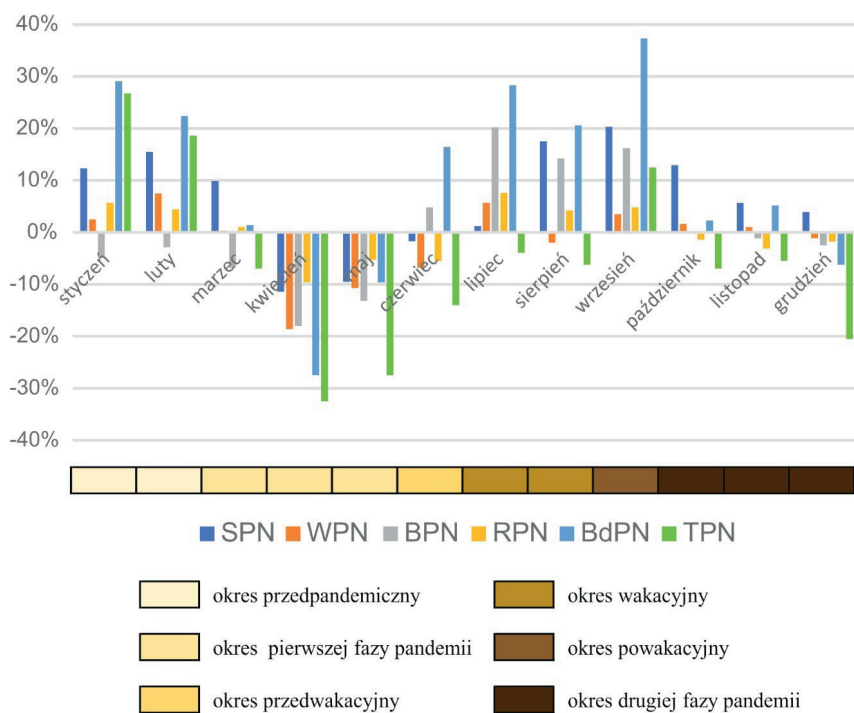 40%
30%
20%
10%
0%
-10%
-20%
-30%
-40%
styczeń
luty
marzec
kwiecień
maj
czerwiec
lipiec
sierpień
wrzesień
październik
listopad
grudzień
SPN WPN BPN RPN BdPN TPN
okres przedpandemiczny okres wakacyjny
okres pierwszej fazy pandemii okres powakacyjny
okres przedwakacyjny okres drugiej fazy pandemii